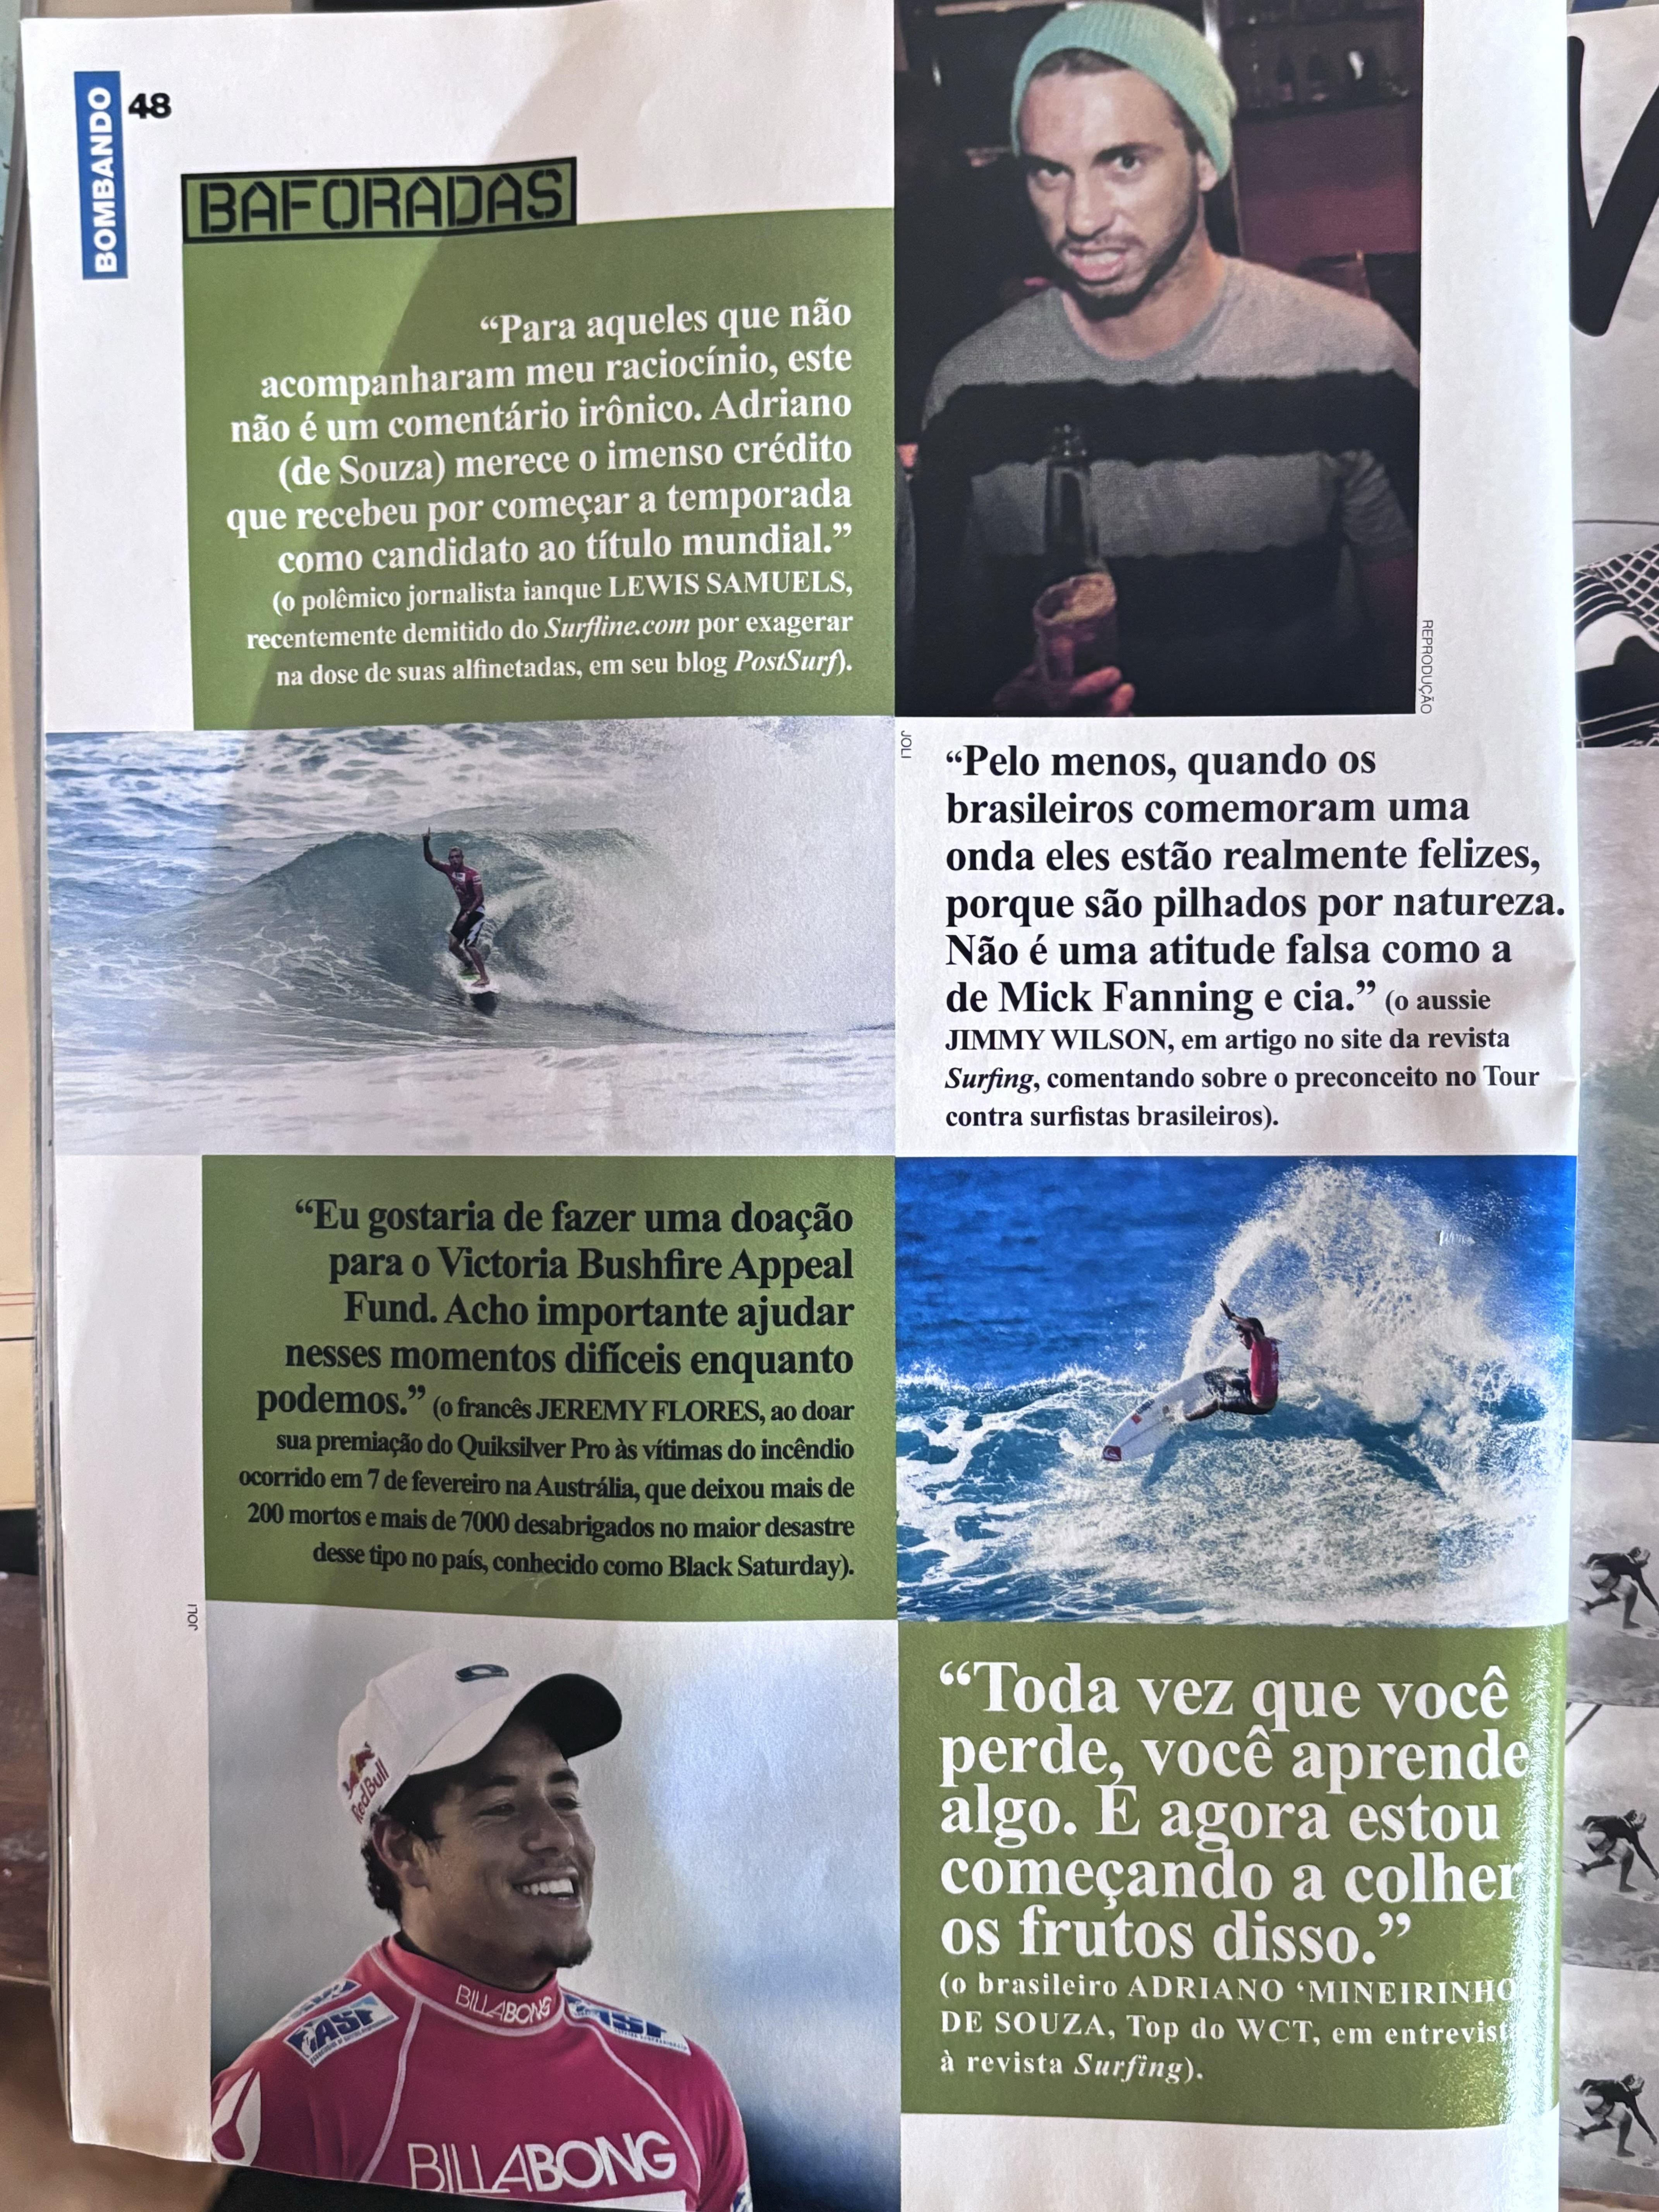 BOMBANDO
48
BAFORADAS
“Para aqueles que não
acompanharam meu raciocínio, este
não é um comentário irônico. Adriano
(de Souza) merece o imenso crédito
que recebeu por começar a temporada
como candidato ao título mundial.”
(o polêmico jornalista ianque LEWIS SAMUELS,
recentemente demitido do Surfline.com por exagerar
na dose de suas alfinetadas, em seu blog PostSurf).
REPRODUÇÃO
JOLI
“Pelo menos, quando os
brasileiros comemoram uma
onda eles estão realmente felizes,
porque são pilhados por natureza.
Não é uma atitude falsa como a
de Mick Fanning e cia.” (o aussie
JIMMY WILSON, em artigo no site da revista
Surfing, comentando sobre o preconceito no Tour
contra surfistas brasileiros).
“Eu gostaria de fazer uma doação
para o Victoria Bushfire Appeal
Fund. Acho importante ajudar
nesses momentos difíceis enquanto
podemos.” (o francês JEREMY FLORES, ao doar
sua premiação do Quiksilver Pro às vítimas do incêndio
ocorrido em 7 de fevereiro na Austrália, que deixou mais de
200 mortos e mais de 7000 desabrigados no maior desastre
desse tipo no país, conhecido como Black Saturday).
JOLI
“Toda vez que você
perde, você aprende
algo. E agora estou
começando a colher
os frutos disso.”
(o brasileiro ADRIANO ‘MINEIRINHO
DE SOUZA, Top do WCT, em entrevist
à revista Surfing).
Red Bull
BILLABONG
ASP
BILLABONG